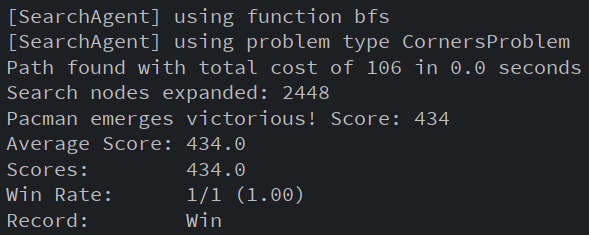 [SearchAgent] using function bfs
[SearchAgent] using problem type CornersProblem
Path found with total cost of 106 in 0.0 seconds
Search nodes expanded: 2448
Pacman emerges victorious! Score: 434
Average Score: 434.0
Scores:        434.0
Win Rate:      1/1 (1.00)
Record:        Win